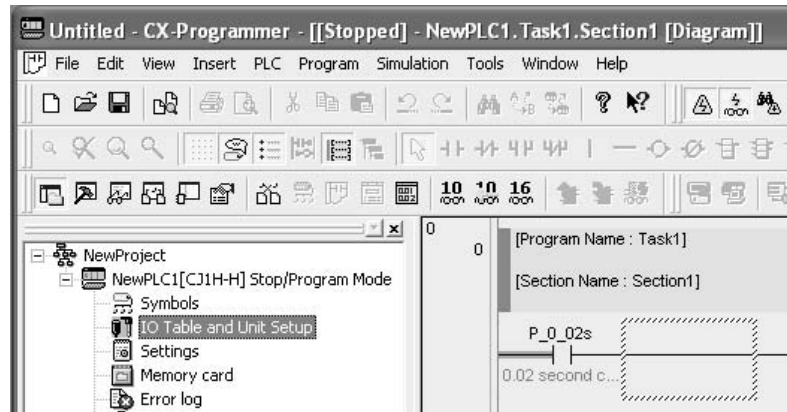 Untitled - CX-Programmer - [[Stopped] - NewPLC1.Task1.Section1 [Diagram]]
File Edit View Insert PLC Program Simulation Tools Window Help
10 10 16
NewProject
NewPLC1[CJ1H-H] Stop/Program Mode
Symbols
IO Table and Unit Setup
Settings
Memory card
Error log
0
0
[Program Name : Task1]
[Section Name : Section1]
P_0_02s
0.02 second c...